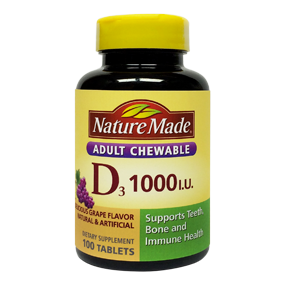 Nature Made
ADULT CHEWABLE
D3 1000 I.U.
GRAPE FLAVOR
NATURAL & ARTIFICIAL
Supports Teeth,
Bone and
Immune Health
DIETARY SUPPLEMENT
100 TABLETS